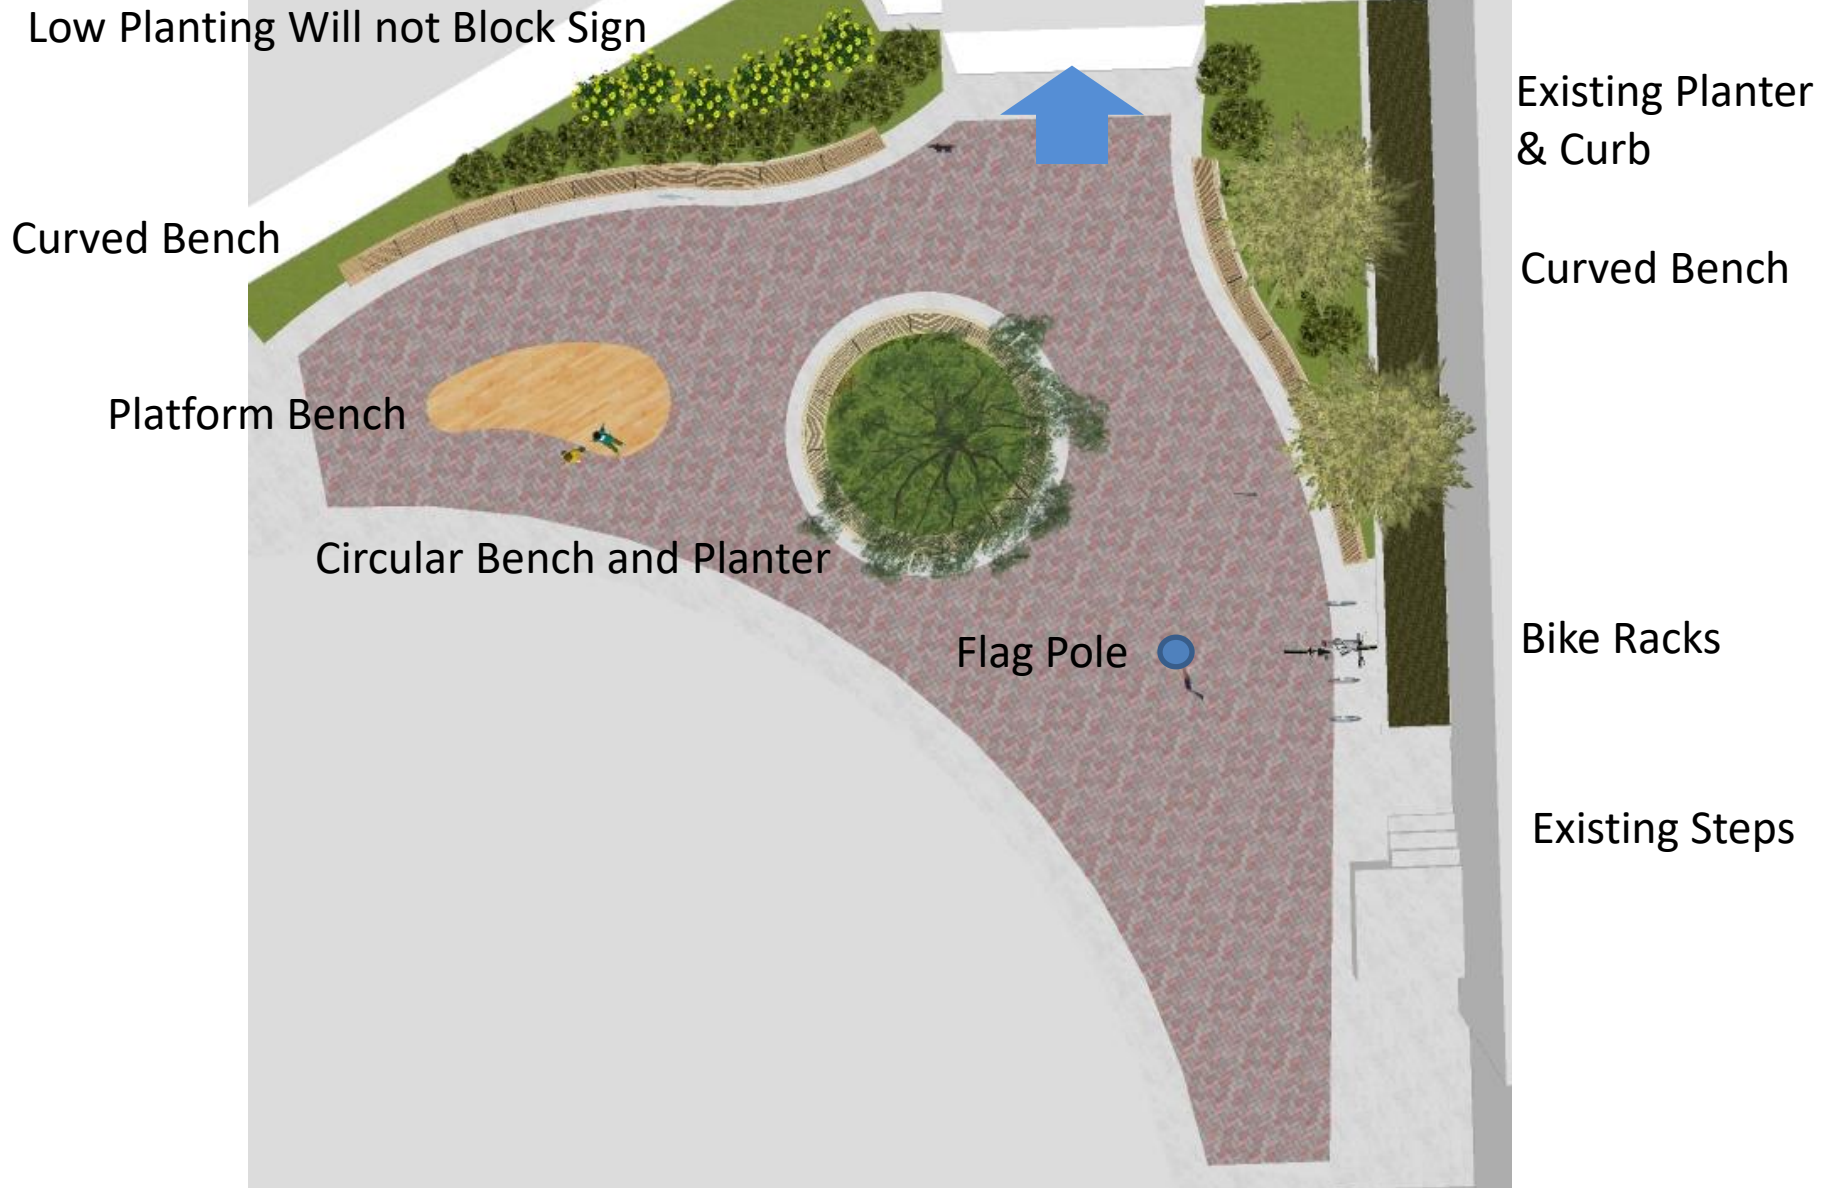 Low Planting Will not Block Sign
Existing Planter
& Curb
Curved Bench
Curved Bench
Platform Bench
Circular Bench and Planter
Flag Pole
Bike Racks
Existing Steps